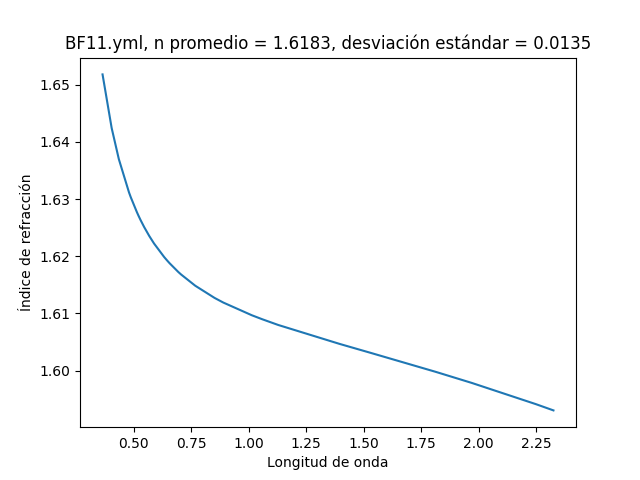 BF11.yml, n promedio = 1.6183, desviación estándar = 0.0135
1.65
1.64
1.63
1.62
1.61
1.60
Índice de refracción
0.50 0.75 1.00 1.25 1.50 1.75 2.00 2.25
Longitud de onda